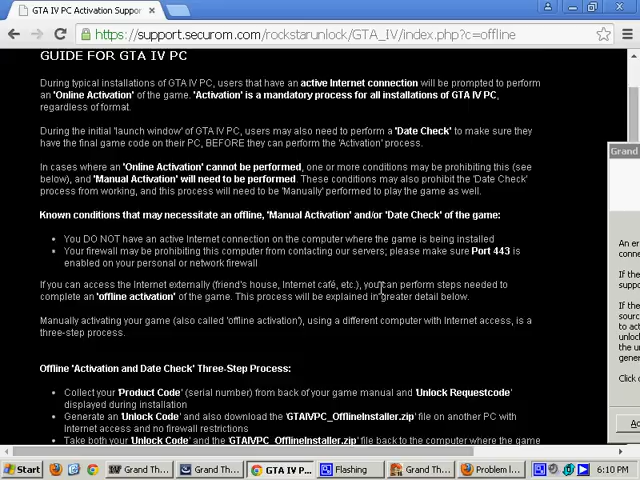 GTA IV PC Activation Suppor
https://support.securom.com/rockstarunlock/GTA_IV/index.php?c=offline
GUIDE FOR GTA IV PC
During typical installations of GTA IV PC, users that have an active Internet connection will be prompted to perform
an 'Online Activation' of the game. 'Activation' is a mandatory process for all installations of GTA IV PC,
regardless of format.
During the initial 'launch window' of GTA IV PC, users may also need to perform a 'Date Check' to make sure they
have the final game code on their PC, BEFORE they can perform the 'Activation' process.
In cases where an 'Online Activation' cannot be performed, one or more conditions may be prohibiting this (see
below), and 'Manual Activation' will need to be performed. These conditions may also prohibit the 'Date Check'
process from working, and this process will need to be 'Manually' performed to play the game as well.
Known conditions that may necessitate an offline, 'Manual Activation' and/or 'Date Check' of the game:
• You DO NOT have an active Internet connection on the computer where the game is being installed
• Your firewall may be prohibiting this computer from contacting our servers; please make sure Port 443 is
enabled on your personal or network firewall
If you can access the Internet externally (friend's house, Internet café, etc.), you can perform steps needed to
complete an 'offline activation' of the game. This process will be explained in greater detail below.
Manually activating your game (also called 'offline activation'), using a different computer with Internet access, is a
three-step process.
Offline 'Activation and Date Check' Three-Step Process:
• Collect your 'Product Code' (serial number) from back of your game manual and 'Unlock Requestcode'
displayed during installation
• Generate an 'Unlock Code' and also download the 'GTAIVPC_OfflineInstaller.zip' file on another PC with
Internet access and no firewall restrictions
• Take both your 'Unlock Code' and the 'GTAIVPC_OfflineInstaller.zip' file back to the computer where the game
Grand
An er
conne
If the
suppo
If the
sourc
to act
unlock
the un
gener
Click o
Ac
Start
Grand Th...
Grand Th...
GTA IV P...
Flashing
Grand Th...
Problem l...
6:10 PM